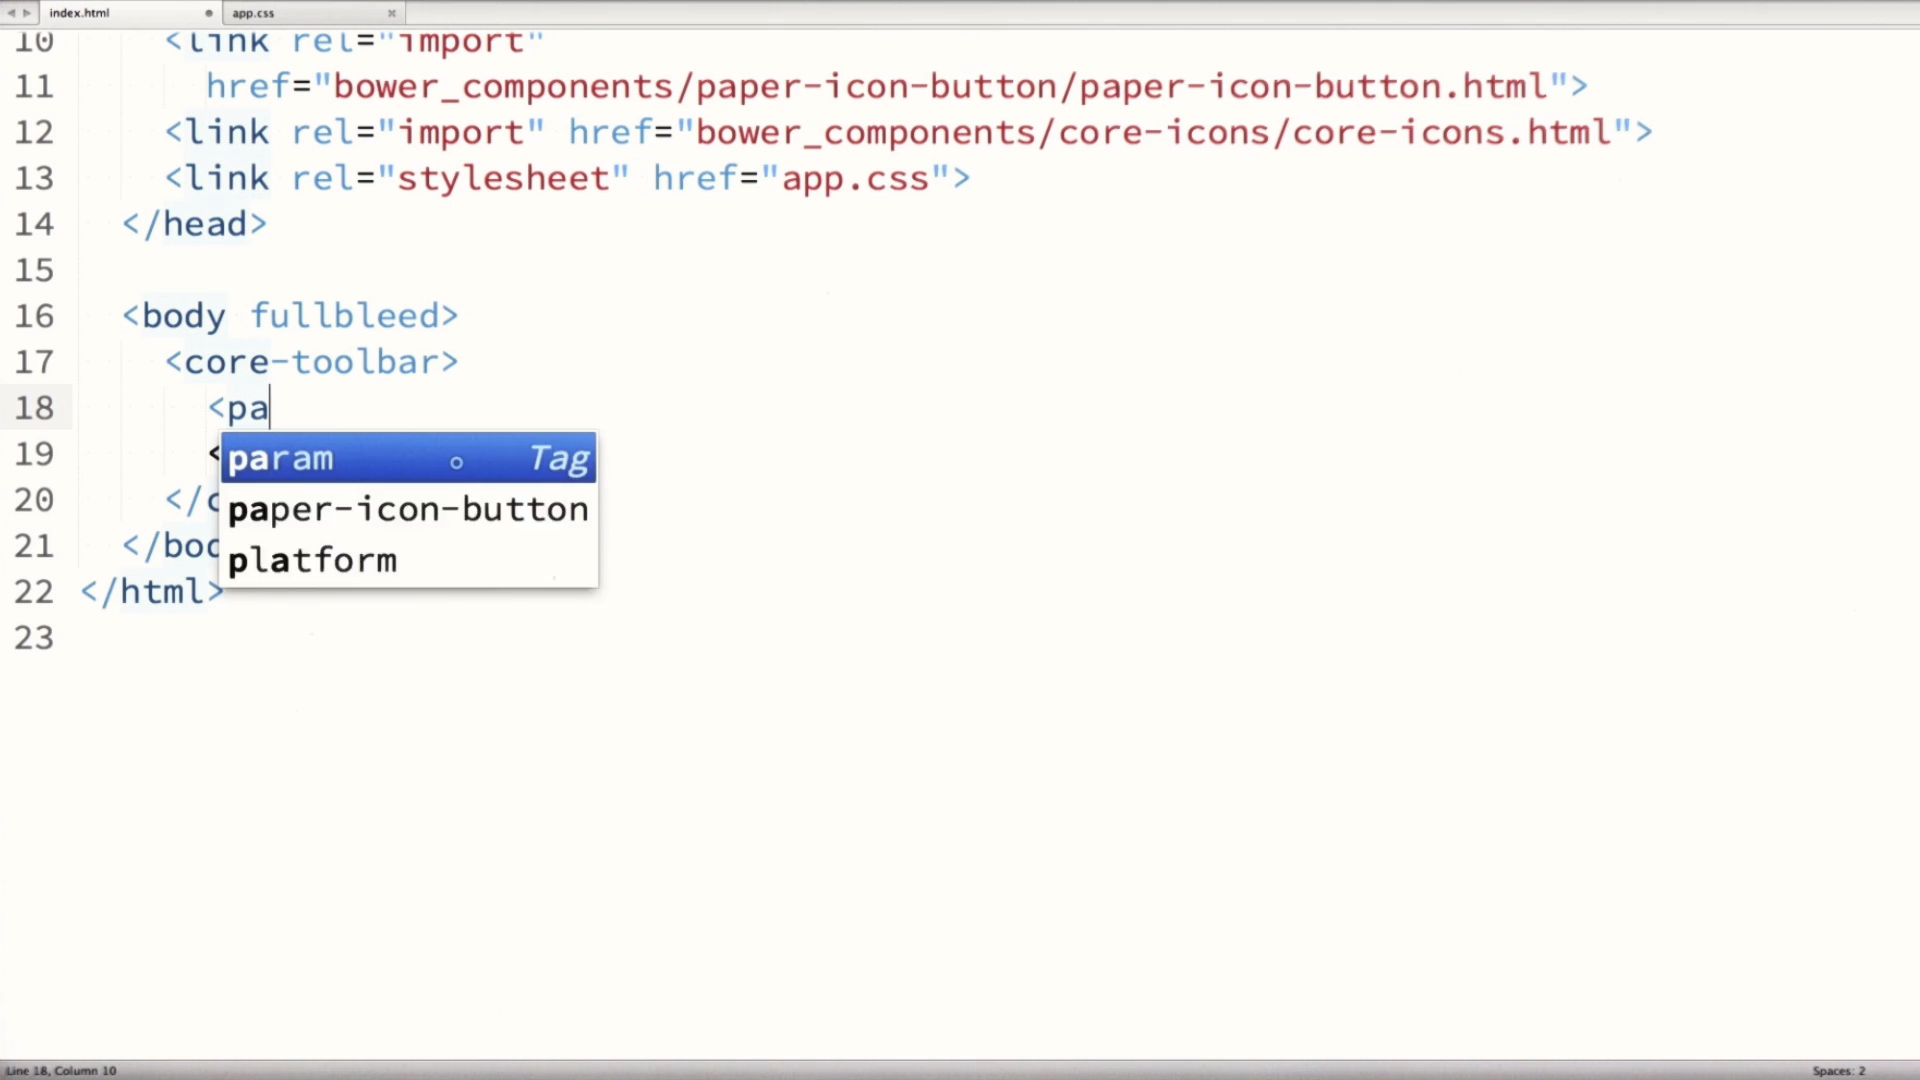 index.html
app.css
10 <link rel="import"
11 href="bower_components/paper-icon-button/paper-icon-button.html">
12 <link rel="import" href="bower_components/core-icons/core-icons.html">
13 <link rel="stylesheet" href="app.css">
14 </head>
15
16 <body fullbleed>
17 <core-toolbar>
18 <pa
19 <
param Tag
paper-icon-button
20 </c
platform
21 </bod
22 </html>
23
Line 18, Column 10
Spaces: 2